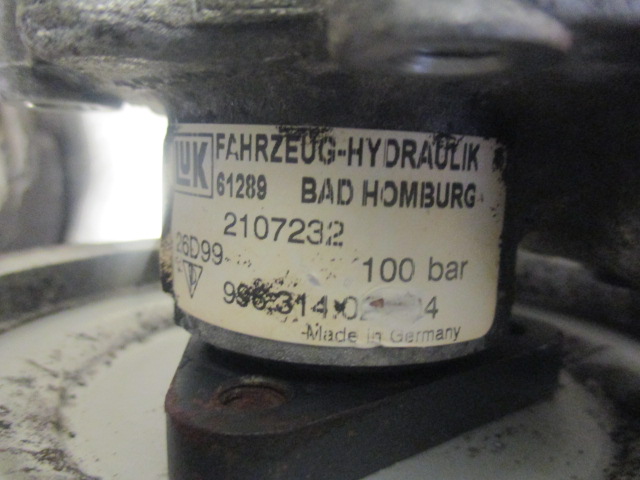 LUK FAHRZEUG-HYDRAULIK
61289 BAD HOMBURG
2107232
26D99
100 bar
Made in Germany